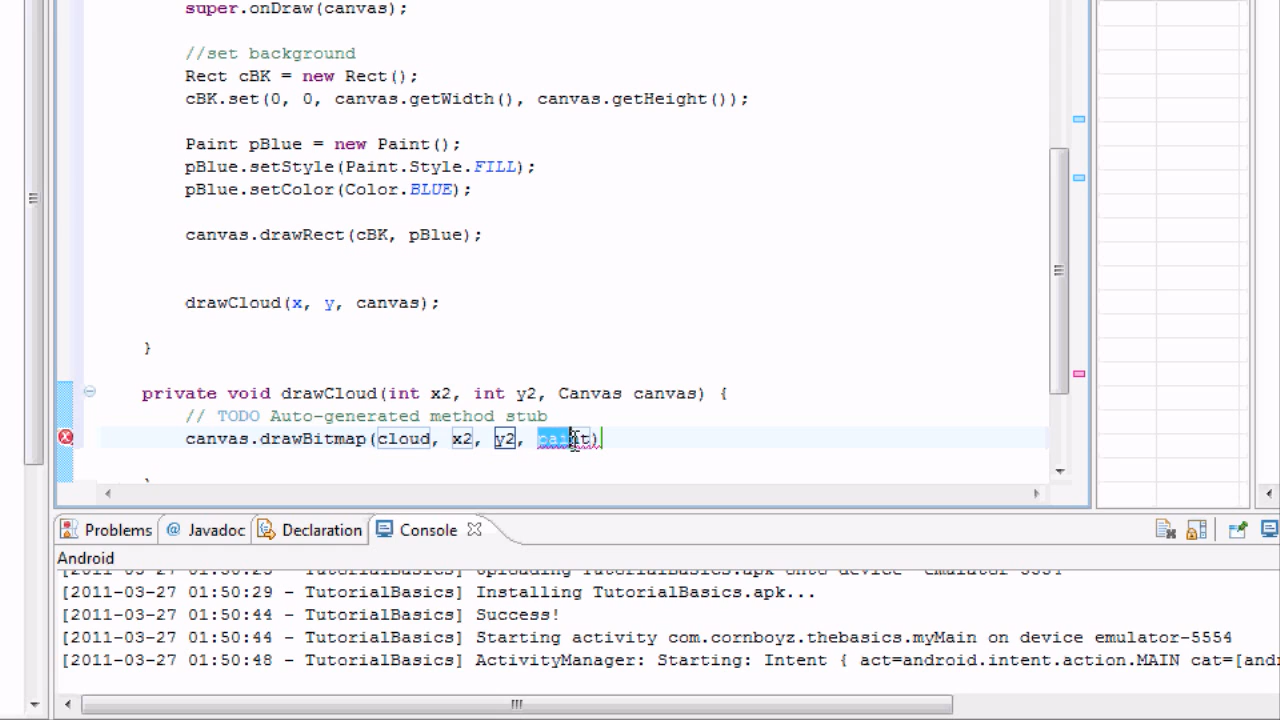 super.onDraw(canvas);
//set background
Rect cBK = new Rect();
cBK.set(0, 0, canvas.getWidth(), canvas.getHeight());
Paint pBlue = new Paint();
pBlue.setStyle(Paint.Style.FILL);
pBlue.setColor(Color.BLUE);
canvas.drawRect(cBK, pBlue);
drawCloud(x, y, canvas);
}
private void drawCloud(int x2, int y2, Canvas canvas) {
// TODO Auto-generated method stub
canvas.drawBitmap(cloud, x2, y2, paint)
Problems @ Javadoc Declaration Console
Android
[2011-03-27 01:50:29 - TutorialBasics] Installing TutorialBasics.apk...
[2011-03-27 01:50:44 - TutorialBasics] Success!
[2011-03-27 01:50:44 - TutorialBasics] Starting activity com.cornboyz.thebasics.myMain on device emulator-5554
[2011-03-27 01:50:48 - TutorialBasics] ActivityManager: Starting: Intent { act=android.intent.action.MAIN cat=[and